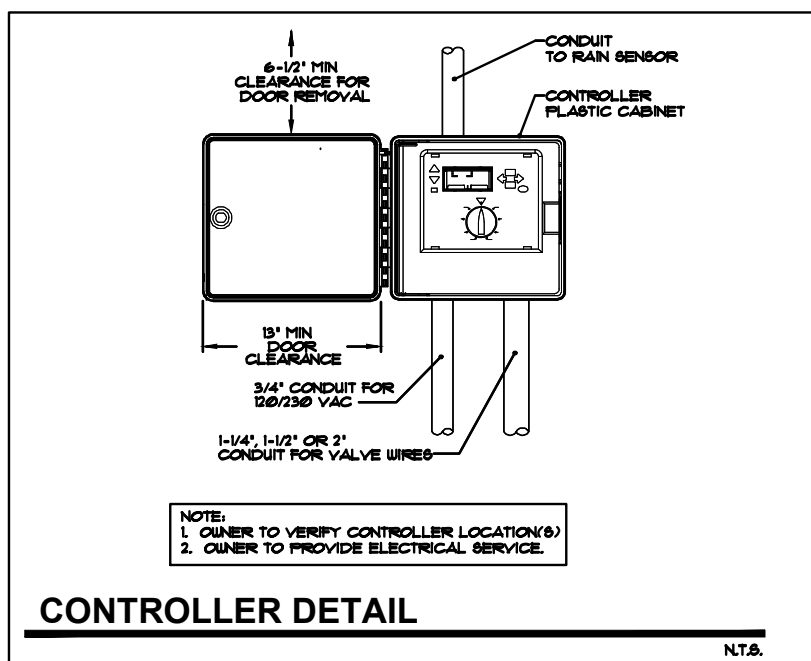 6-1/2" MIN
CLEARANCE FOR
DOOR REMOVAL
CONDUIT
TO RAIN SENSOR
CONTROLLER
PLASTIC CABINET
13" MIN
DOOR
CLEARANCE
3/4" CONDUIT FOR
120/230 VAC
1-1/4", 1-1/2" OR 2"
CONDUIT FOR VALVE WIRES
NOTE:
1. OWNER TO VERIFY CONTROLLER LOCATION(S)
2. OWNER TO PROVIDE ELECTRICAL SERVICE.
CONTROLLER DETAIL
N.T.S.